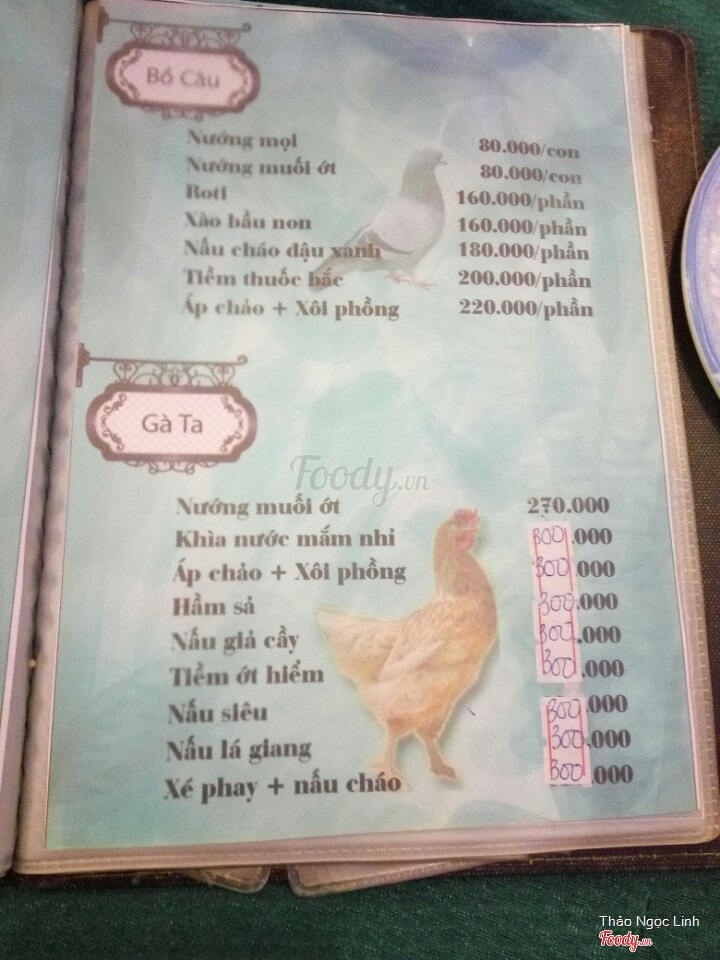 Bồ Câu
Nướng mọi 80.000/con
Nướng muối ớt 80.000/con
Roti 160.000/phần
Xào bầu non 160.000/phần
Nấu cháo đậu xanh 180.000/phần
Tiềm thuốc bắc 200.000/phần
Áp chảo + Xôi phồng 220.000/phần
Gà Ta
Foody.vn
Nướng muối ớt 270.000
Khìa nước mắm nhỉ 300.000
Áp chảo + Xôi phồng 300.000
Hầm sả 300.000
Nấu giả cầy 300.000
Tiềm ớt hiểm 300.000
Nấu siêu 300.000
Nấu lá giang 300.000
Xé phay + nấu cháo 300.000
Thảo Ngọc Linh
Foody.vn